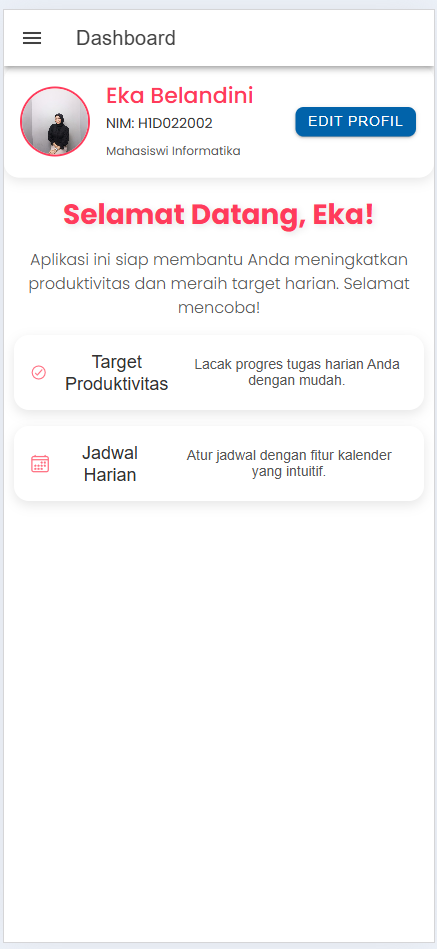 Dashboard
Eka Belandini
NIM: H1D022002
EDIT PROFIL
Mahasiswi Informatika
Selamat Datang, Eka!
Aplikasi ini siap membantu Anda meningkatkan
produktivitas dan meraih target harian. Selamat
mencoba!
Target
Produktivitas
Lacak progres tugas harian Anda
dengan mudah.
Jadwal
Harian
Atur jadwal dengan fitur kalender
yang intuitif.